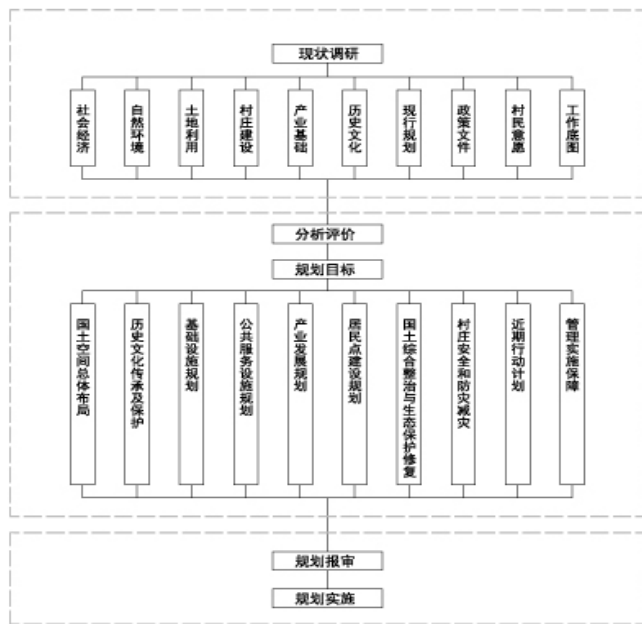 现状调研
社会经济
自然环境
土地利用
村庄建设
产业基础
历史文化
现行规划
政策文件
村民意愿
工作底图
分析评价
规划目标
国土空间总体布局
历史文化传承及保护
基础设施规划
公共服务设施规划
产业发展规划
居民点建设规划
国土综合整治与生态保护修复
村庄安全和防灾减灾
近期行动计划
管理实施保障
规划报审
规划实施